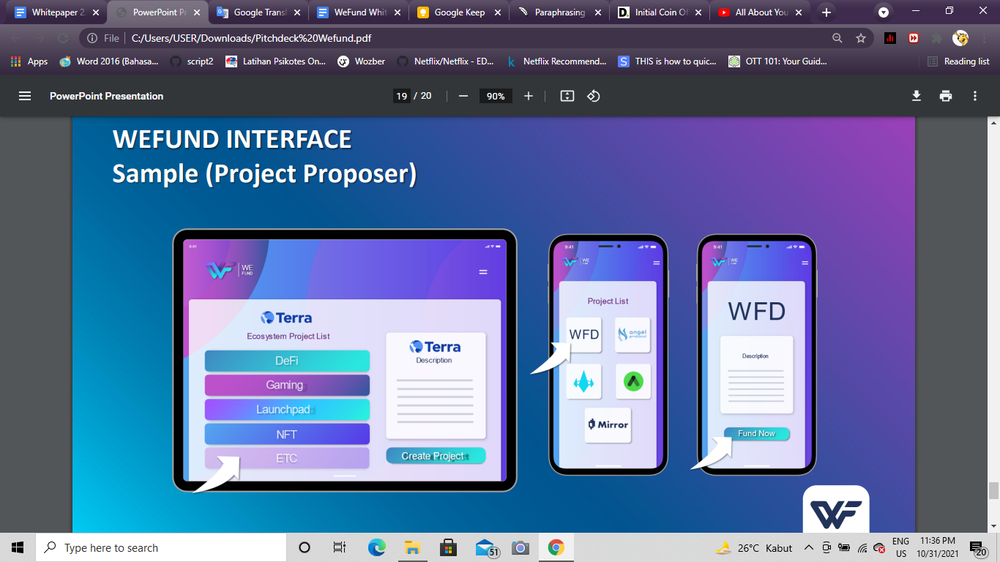 Whitepaper 2
PowerPoint Pr
Google Transl
WeFund Whit
Google Keep
Paraphrasing
Initial Coin Of
All About You
File
C:/Users/USER/Downloads/Pitchdeck%20Wefund.pdf
Apps
Word 2016 (Bahasa...
script2
Latihan Psikotes On...
Wozber
Netflix/Netflix - ED...
Netflix Recommend...
THIS is how to quic...
OTT 101: Your Guid...
Reading list
PowerPoint Presentation
19 / 20
90%
WEFUND INTERFACE
Sample (Project Proposer)
9:41
WE
FUND
Terra
Ecosystem Project List
DeFi
Gaming
Launchpad
NFT
ETC
Terra
Description
Create Project
9:41
WE
FUND
Project List
WFD
angel
protocol
Mirror
9:41
WE
FUND
WFD
Description
Fund Now
WF
Type here to search
51
26°C Kabut
ENG
US
11:36 PM
10/31/2021
20